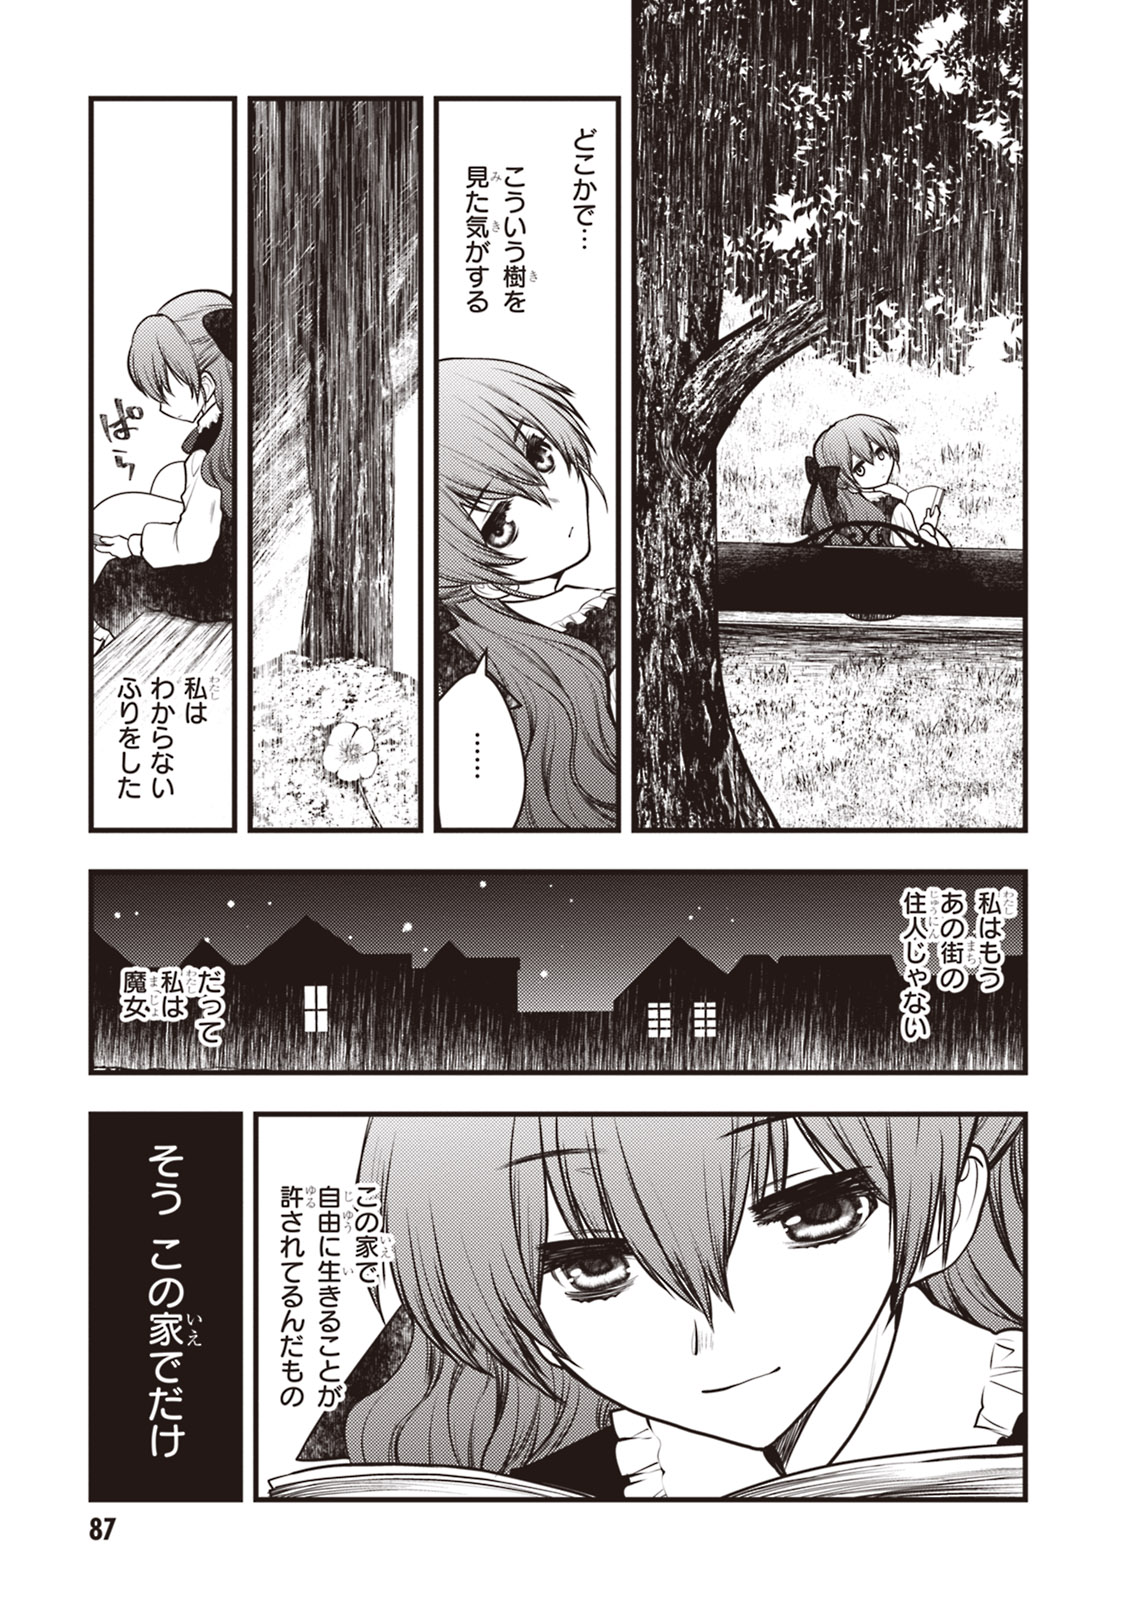 どこかで…
こういう樹を
見た気がする
……
ぱら
私は
わからない
ふりをした
私はもう
あの街の
住人じゃない
だって
私は
魔女
この家で
自由に生きることが
許されてるんだもの
そう この家でだけ
87